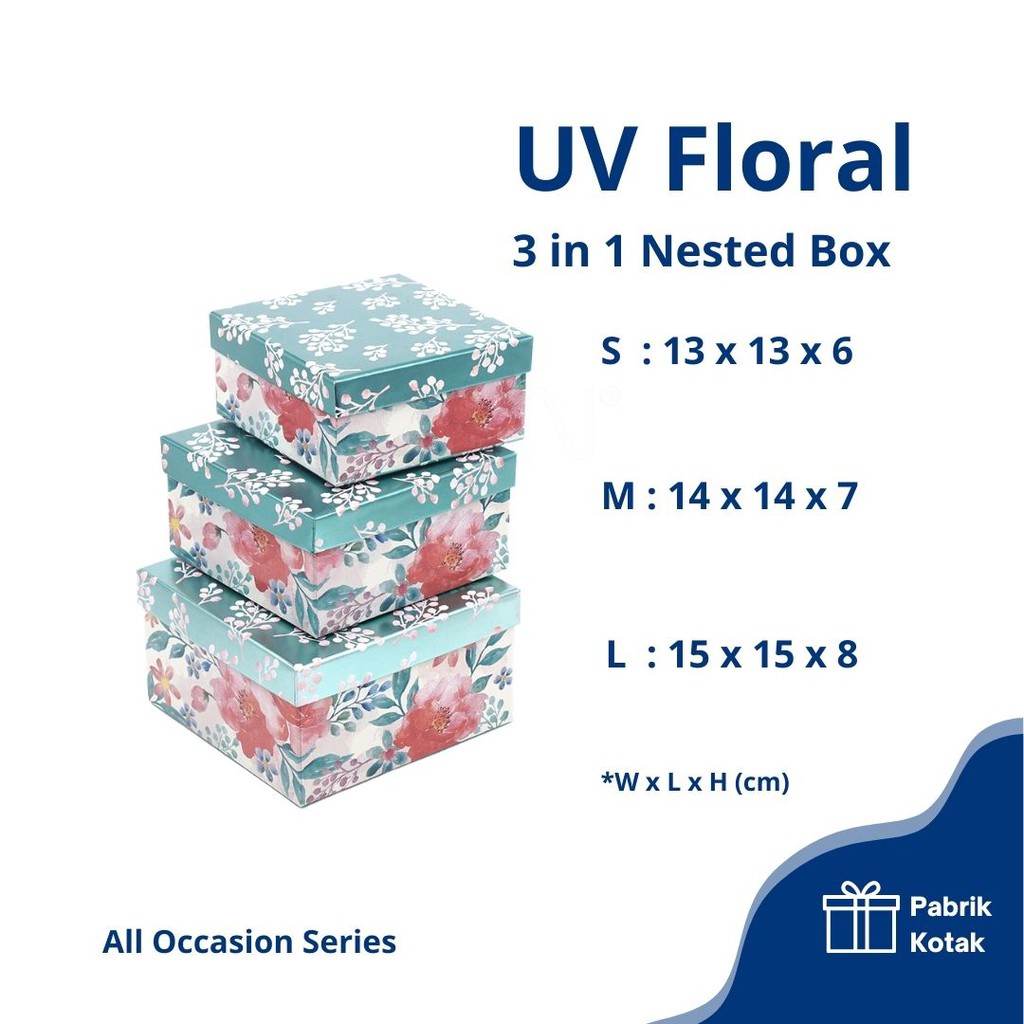 UV Floral
3 in 1 Nested Box
S : 13 x 13 x 6
M : 14 x 14 x 7
L : 15 x 15 x 8
*W x L x H (cm)
All Occasion Series
Pabrik
Kotak